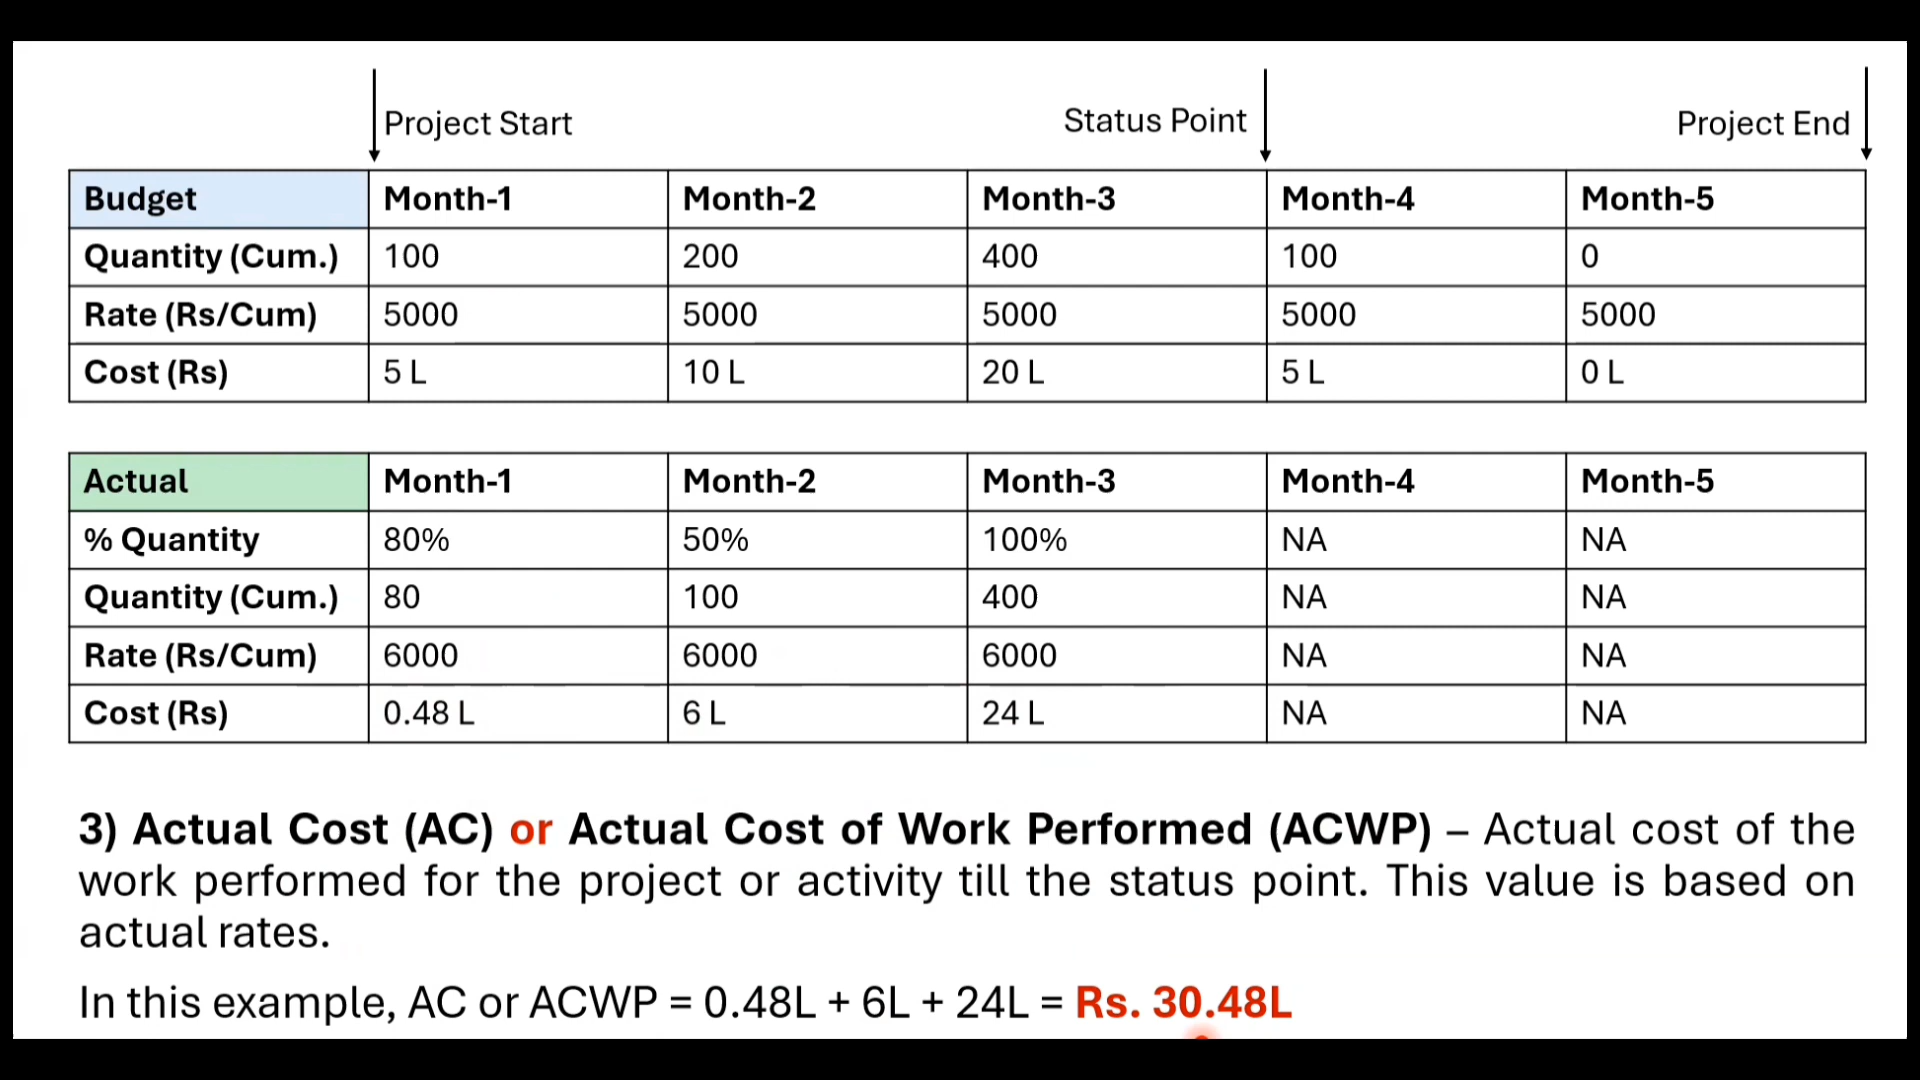 Project Start Status Point Project End
Budget Month-1 Month-2 Month-3 Month-4 Month-5
Quantity (Cum.) 100 200 400 100 0
Rate (Rs/Cum) 5000 5000 5000 5000 5000
Cost (Rs) 5 L 10 L 20 L 5 L 0 L
Actual Month-1 Month-2 Month-3 Month-4 Month-5
% Quantity 80% 50% 100% NA NA
Quantity (Cum.) 80 100 400 NA NA
Rate (Rs/Cum) 6000 6000 6000 NA NA
Cost (Rs) 0.48 L 6 L 24 L NA NA
3) Actual Cost (AC) or Actual Cost of Work Performed (ACWP) – Actual cost of the
work performed for the project or activity till the status point. This value is based on
actual rates.
In this example, AC or ACWP = 0.48L + 6L + 24L = Rs. 30.48L